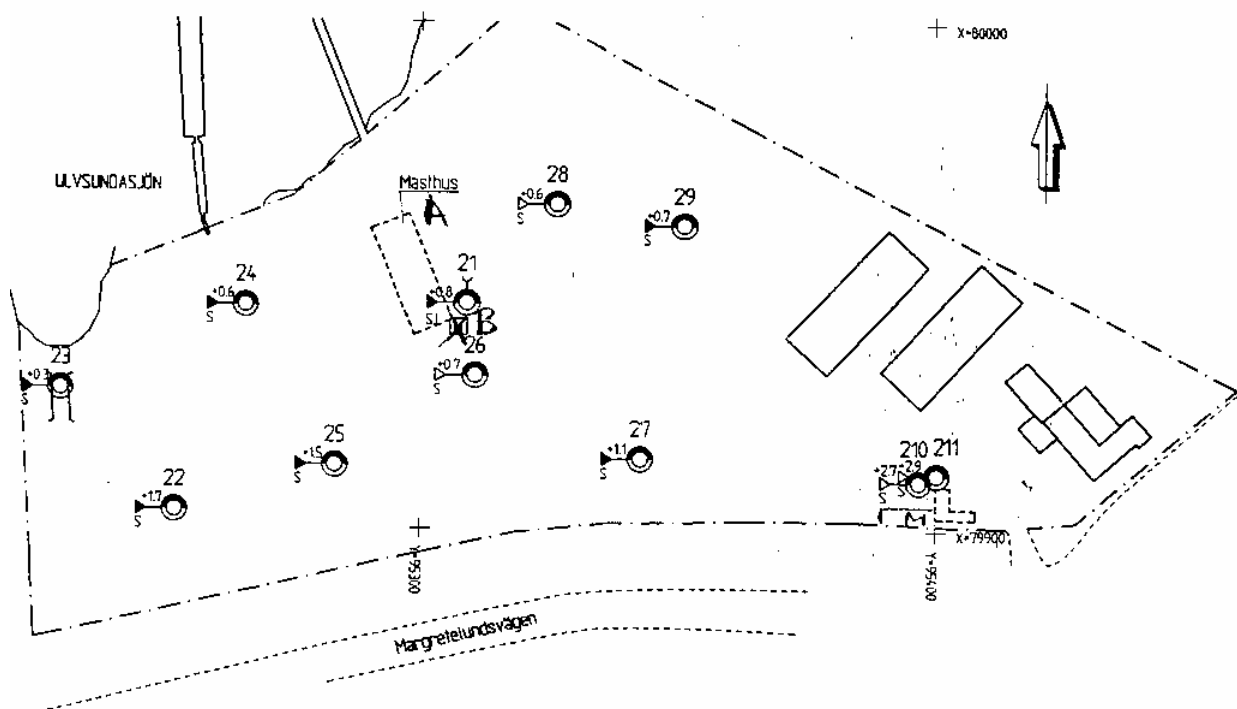 X=80000
ULVSUNDASJÖN
Masthus
A
28
+0.6
S
29
+0.7
S
24
+0.6
S
21
+0.8
ST
B
26
+0.7
S
23
+0.3
S
25
+1.5
S
27
+1.1
S
22
+1.7
S
210 211
+2.7 +2.9
S S
M
X=79900
Y=95300
Y=95400
Margretelundsvägen